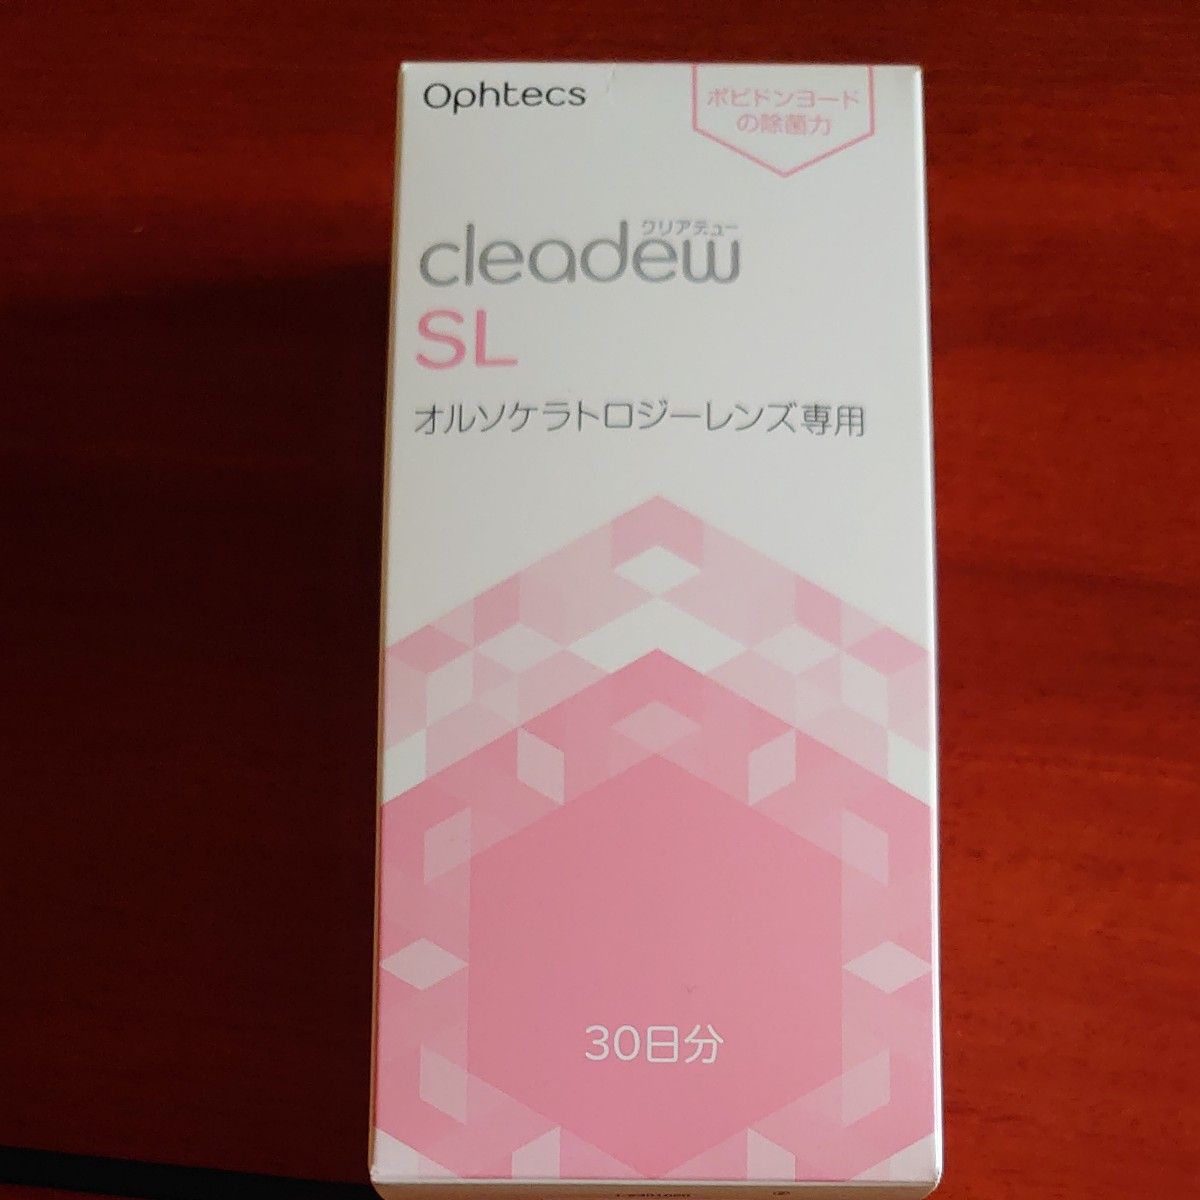 Ophtecs
ポビドンヨード
の除菌力
クリアデュー
cleadew
SL
オルソケラトロジーレンズ専用
30日分